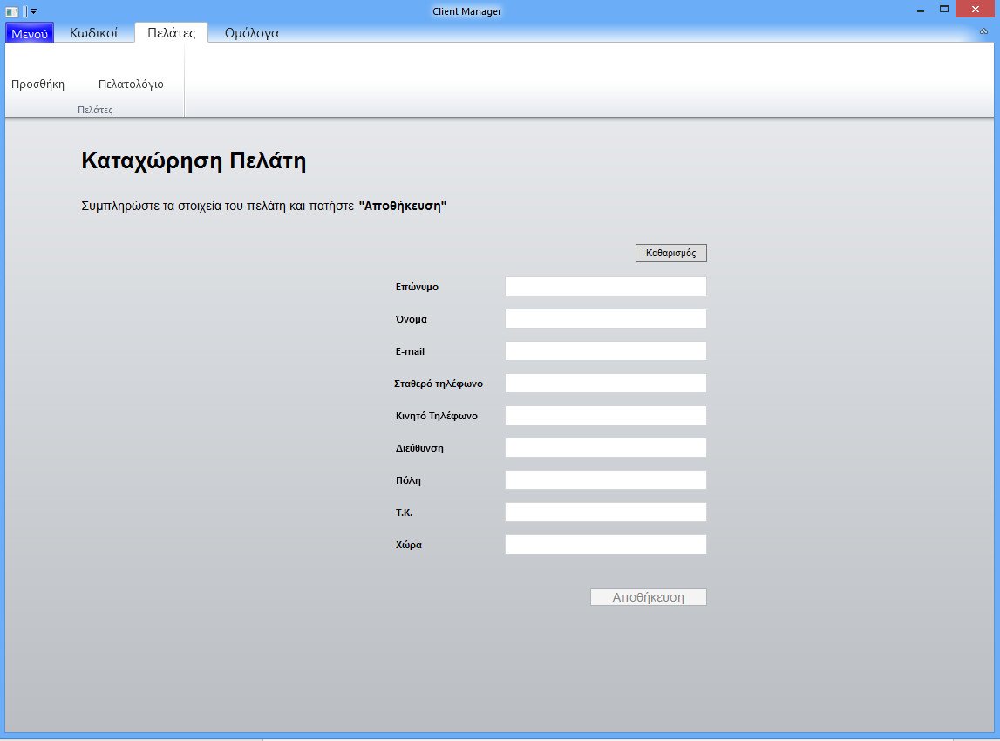 Client Manager
Μενού Κωδικοί Πελάτες Ομόλογα
Προσθήκη Πελατολόγιο
Πελάτες
Καταχώρηση Πελάτη
Συμπληρώστε τα στοιχεία του πελάτη και πατήστε "Αποθήκευση"
Καθαρισμός
Επώνυμο
Όνομα
E-mail
Σταθερό τηλέφωνο
Κινητό Τηλέφωνο
Διεύθυνση
Πόλη
Τ.Κ.
Χώρα
Αποθήκευση